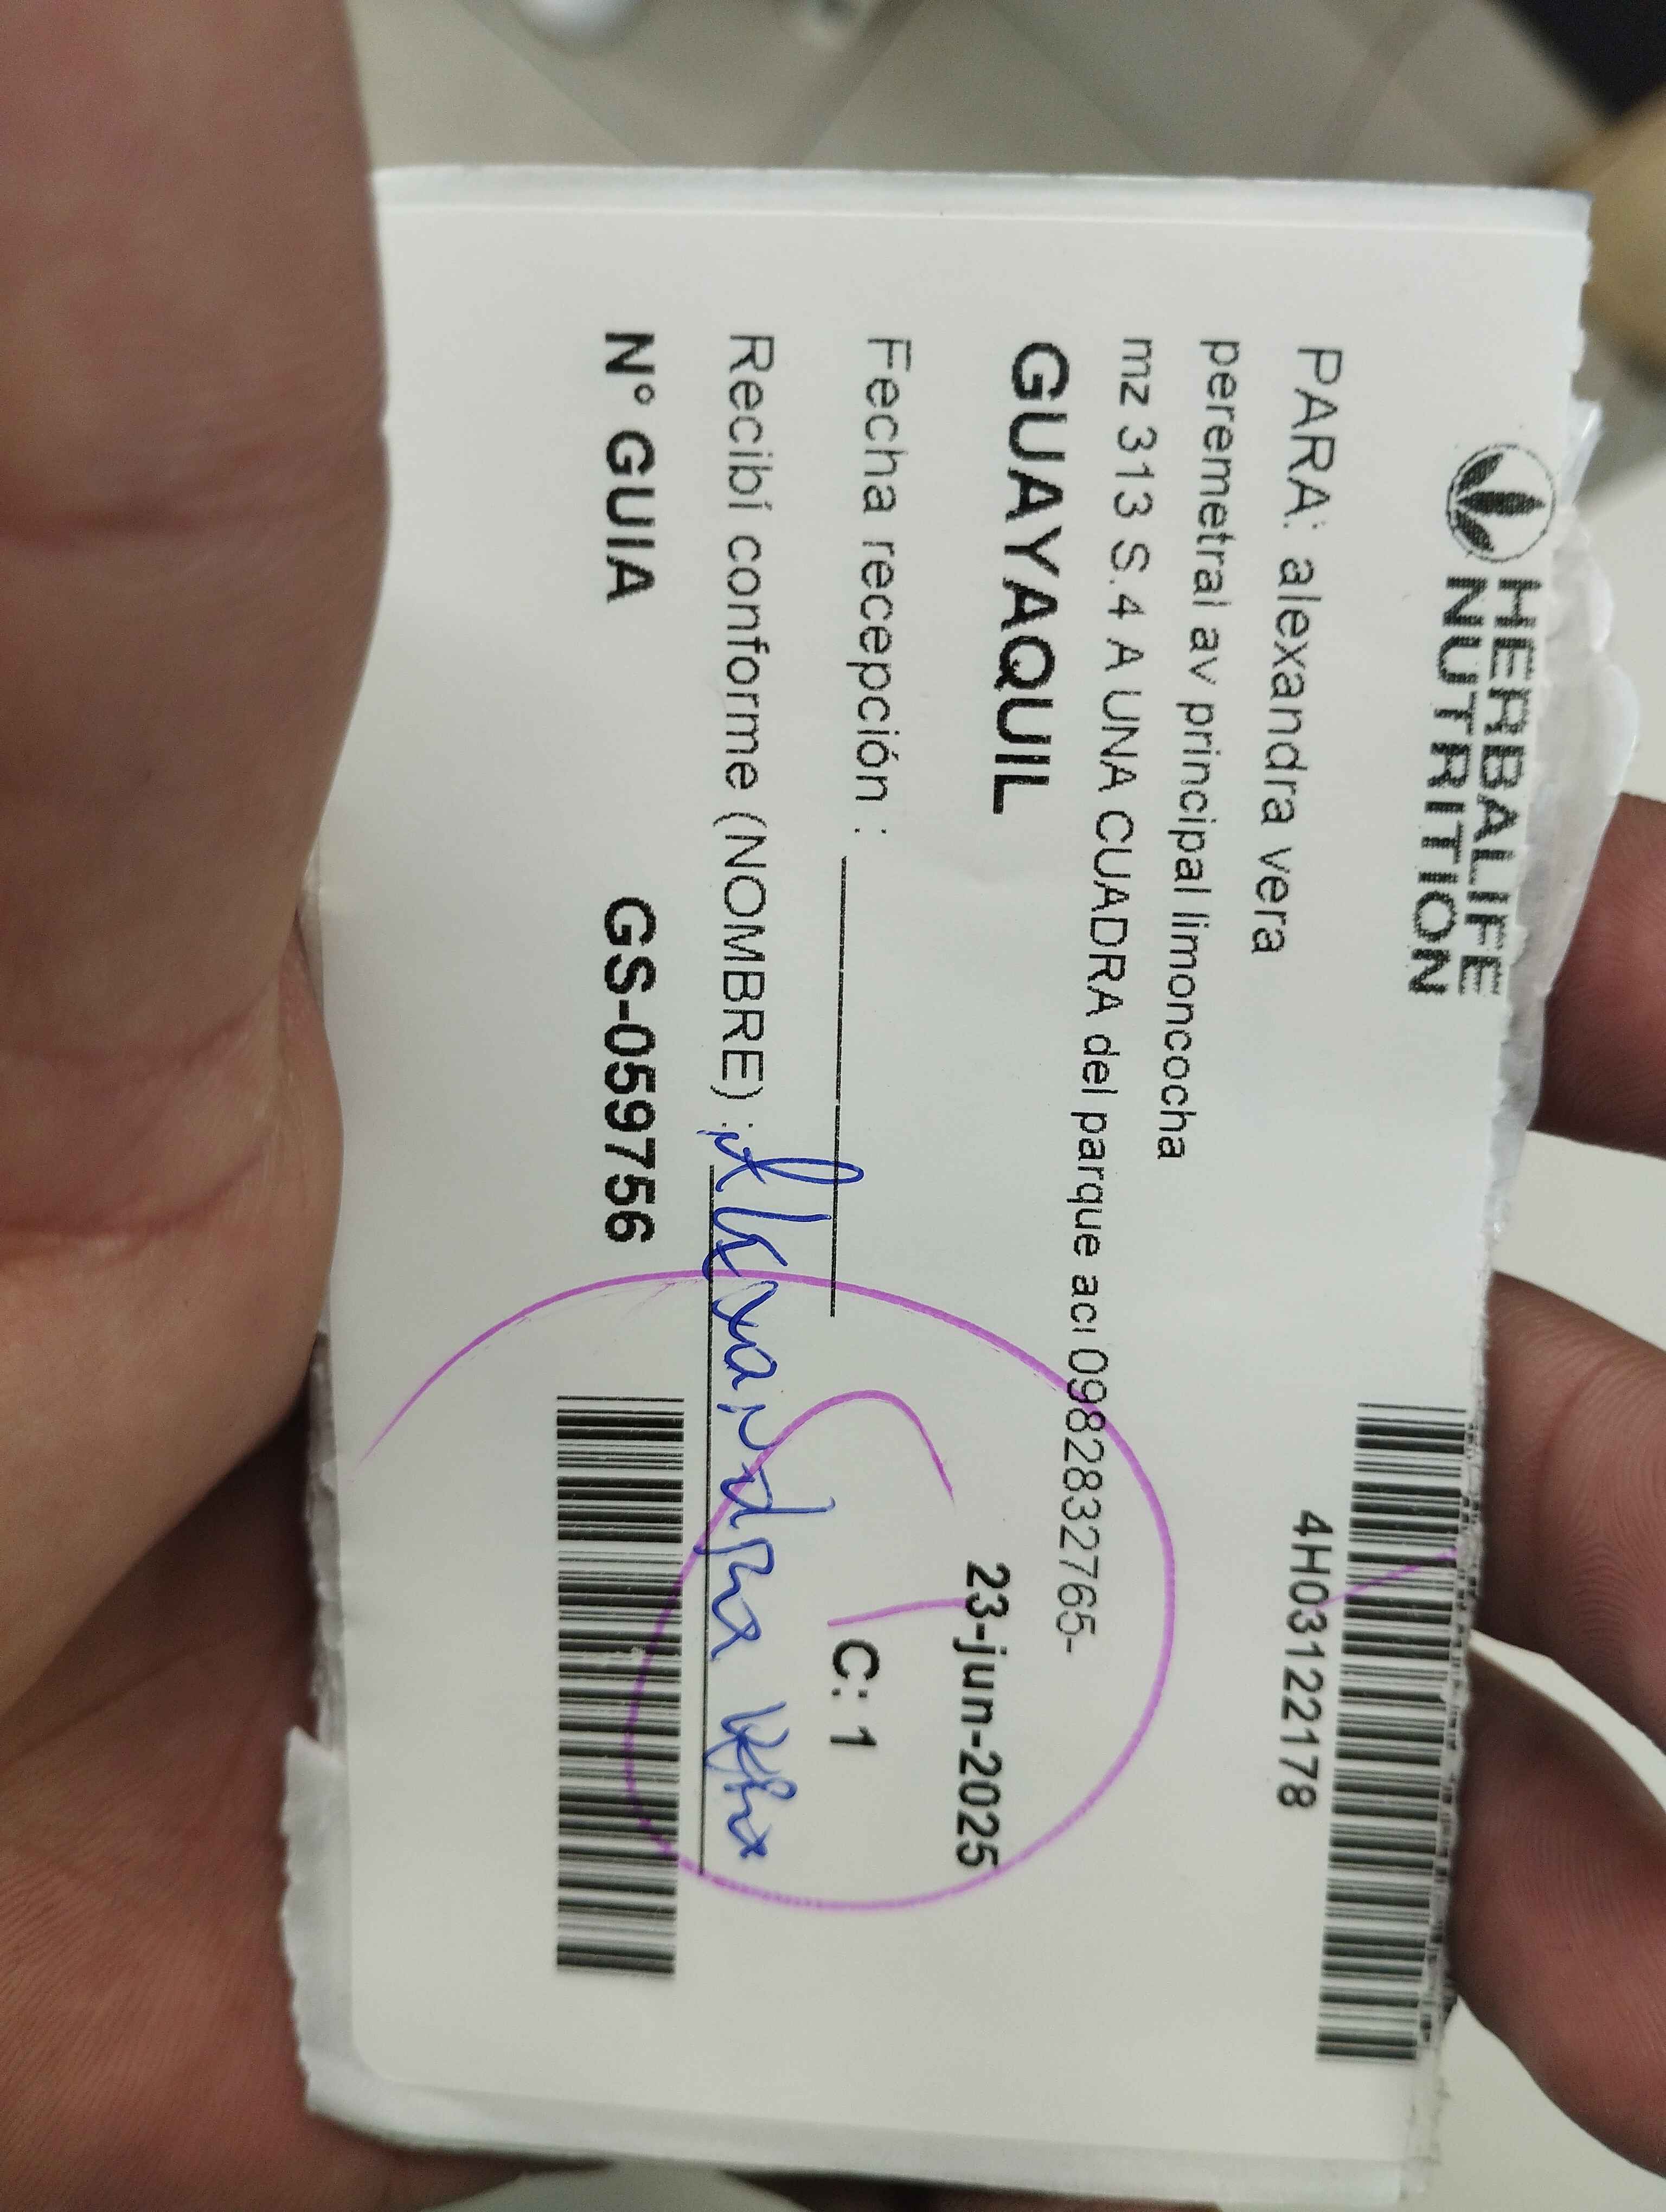 HERBALIFE
NUTRITION
4H03122178
PARA: alexandra vera
peremetral av principal limoncocha
mz 313 S.4 A UNA CUADRA del parque aci 0982832765-
GUAYAQUIL
23-jun-2025
Fecha recepción :
C: 1
Recibí conforme (NOMBRE) : Alexandra
N° GUIA GS-059756